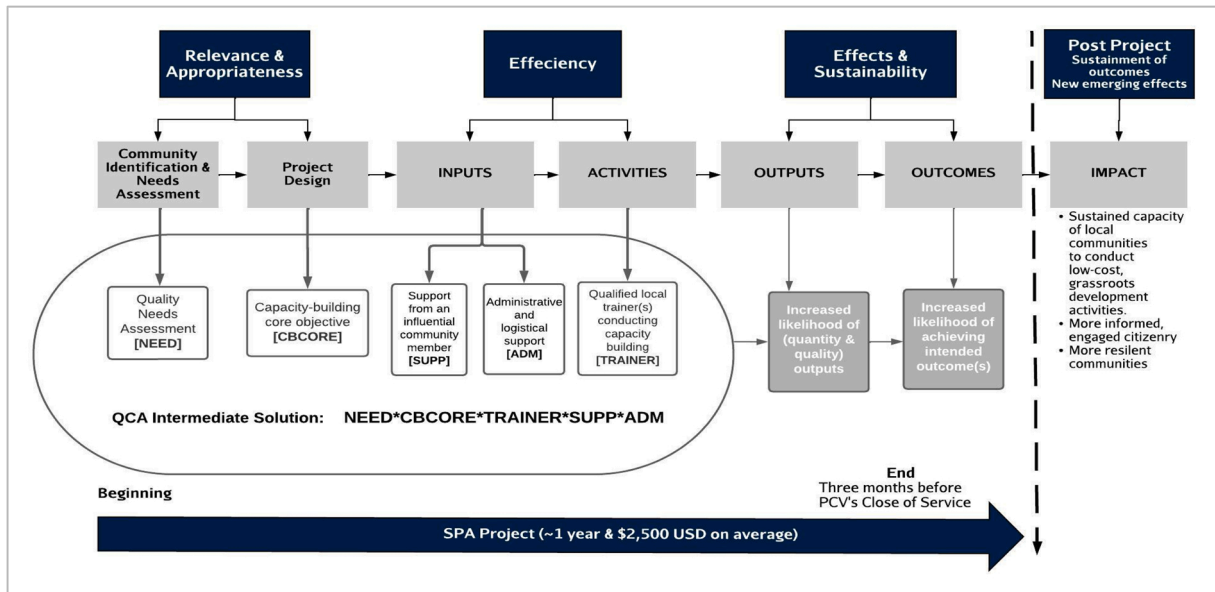 Relevance &
Appropriateness
Effeciency
Effects &
Sustainability
Post Project
Sustainment of
outcomes
New emerging effects
Community
Identification &
Needs
Assessment
Project
Design
INPUTS
ACTIVITIES
OUTPUTS
OUTCOMES
IMPACT
Quality
Needs
Assessment
[NEED]
Capacity-building
core objective
[CBCORE]
Support
from an
influential
community
member
[SUPP]
Administrative
and
logistical
support
[ADM]
Qualified local
trainer(s)
conducting
capacity
building
[TRAINER]
Increased
likelihood of
(quantity &
quality)
outputs
Increased
likelihood of
achieving
intended
outcome(s)
• Sustained capacity
of local
communities
to conduct
low-cost,
grassroots
development
activities.
• More informed,
engaged citizenry
• More resilent
communities
QCA Intermediate Solution: NEED*CBCORE*TRAINER*SUPP*ADM
Beginning
End
Three months before
PCV's Close of Service
SPA Project (~1 year & $2,500 USD on average)